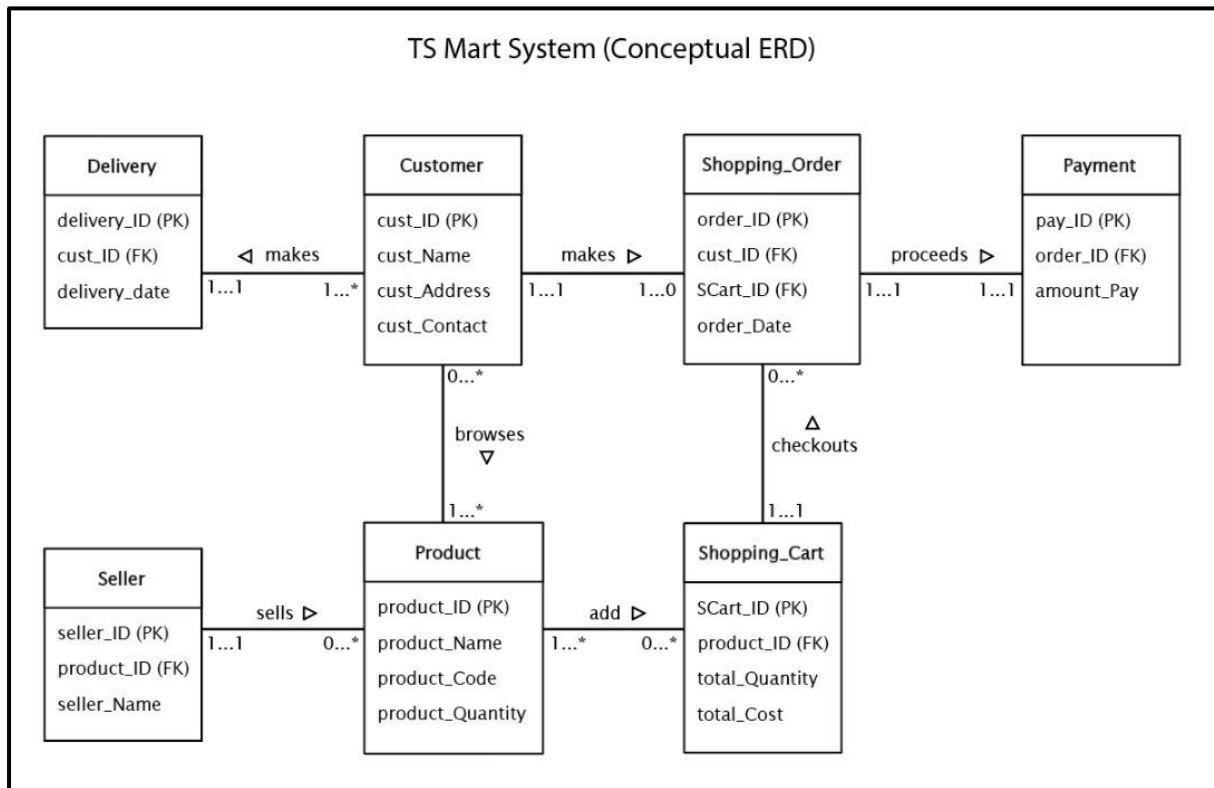 TS Mart System (Conceptual ERD)
Delivery
delivery_ID (PK)
cust_ID (FK)
delivery_date
◁ makes
1...1
1...*
Customer
cust_ID (PK)
cust_Name
cust_Address
cust_Contact
makes ▷
1...1
1...0
Shopping_Order
order_ID (PK)
cust_ID (FK)
SCart_ID (FK)
order_Date
proceeds ▷
1...1
1...1
Payment
pay_ID (PK)
order_ID (FK)
amount_Pay
0...*
browses
▽
1...*
0...*
△
checkouts
1...1
Seller
seller_ID (PK)
product_ID (FK)
seller_Name
sells ▷
1...1
0...*
Product
product_ID (PK)
product_Name
product_Code
product_Quantity
add ▷
1...*
0...*
Shopping_Cart
SCart_ID (PK)
product_ID (FK)
total_Quantity
total_Cost